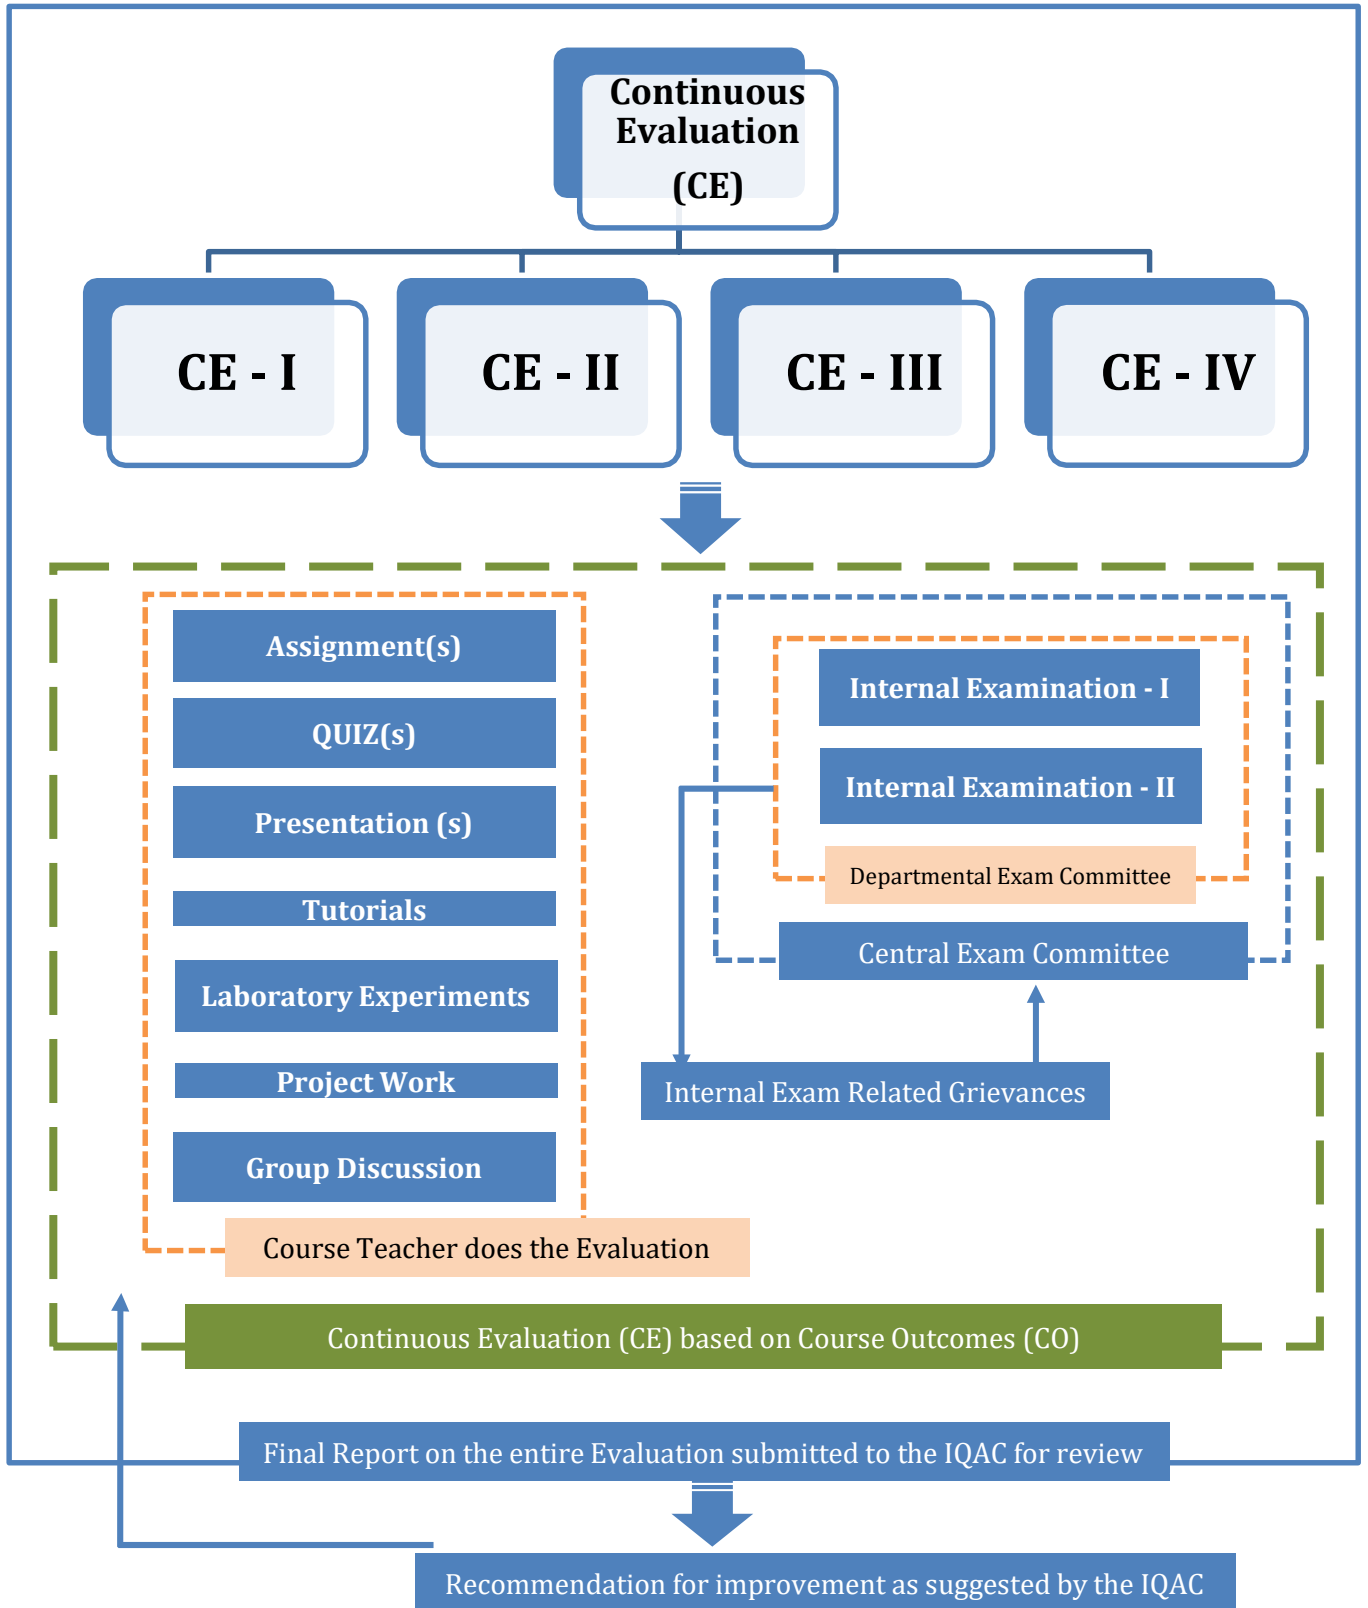 Continuous
Evaluation
(CE)
CE - I
CE - II
CE - III
CE - IV
Assignment(s)
QUIZ(s)
Presentation (s)
Tutorials
Laboratory Experiments
Project Work
Group Discussion
Course Teacher does the Evaluation
Internal Examination - I
Internal Examination - II
Departmental Exam Committee
Central Exam Committee
Internal Exam Related Grievances
Continuous Evaluation (CE) based on Course Outcomes (CO)
Final Report on the entire Evaluation submitted to the IQAC for review
Recommendation for improvement as suggested by the IQAC